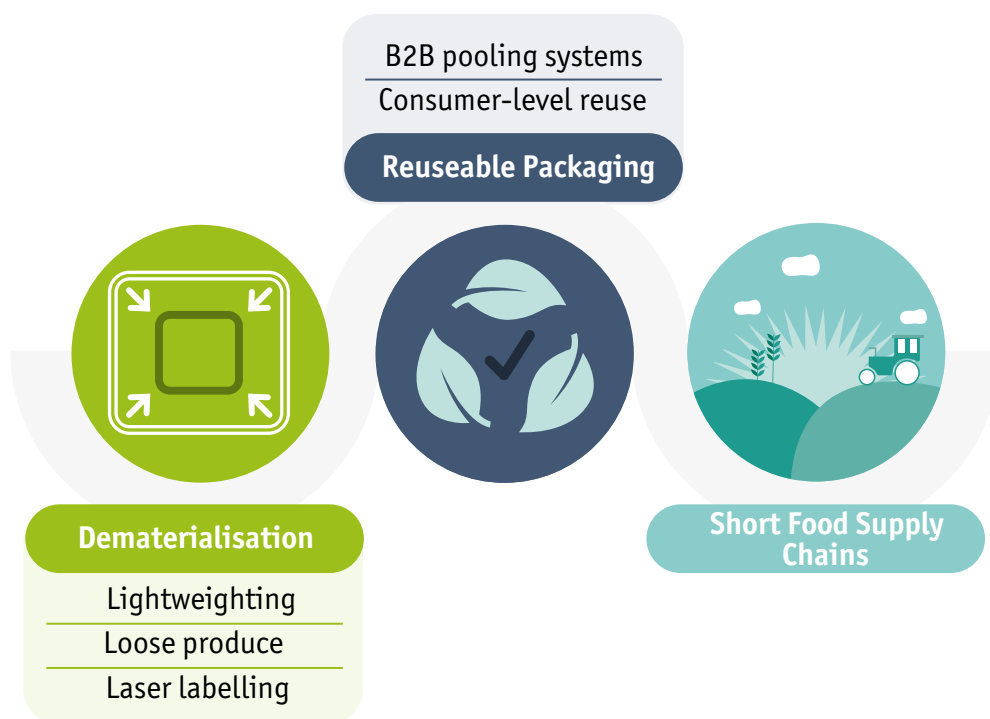 B2B pooling systems
Consumer-level reuse
Reuseable Packaging
Dematerialisation
Lightweighting
Loose produce
Laser labelling
Short Food Supply
Chains